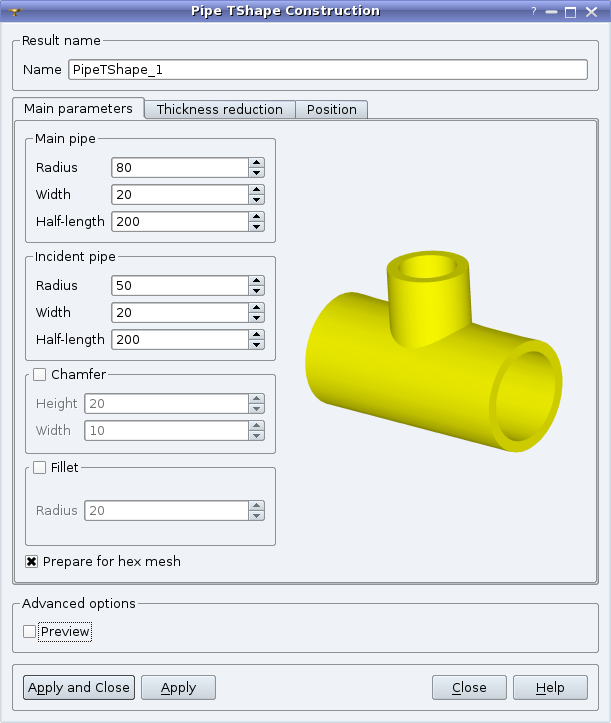 Pipe TShape Construction
?
Result name
Name PipeTShape_1
Main parameters Thickness reduction Position
Main pipe
Radius 80
Width 20
Half-length 200
Incident pipe
Radius 50
Width 20
Half-length 200
Chamfer
Height 20
Width 10
Fillet
Radius 20
Prepare for hex mesh
Advanced options
Preview
Apply and Close Apply Close Help